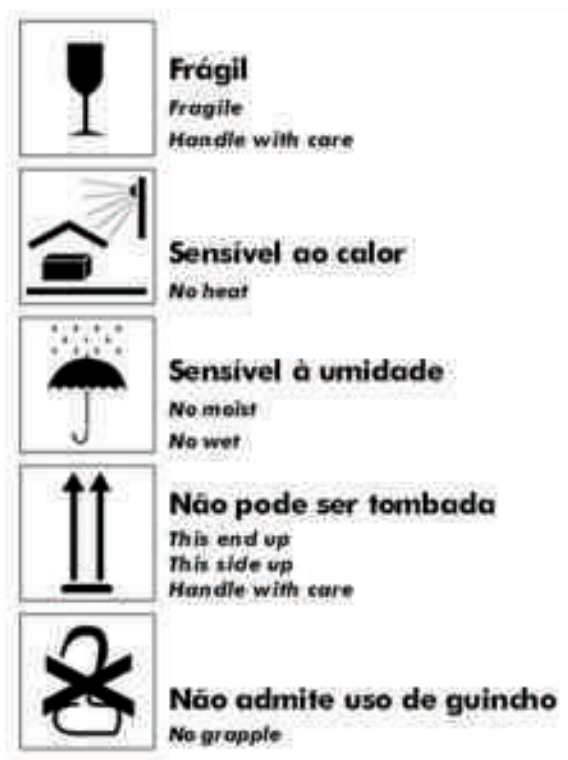 Frágil
Fragile
Handle with care
Sensível ao calor
No heat
Sensível à umidade
No moist
No wet
Não pode ser tombada
This end up
This side up
Handle with care
Não admite uso de guincho
No grapple